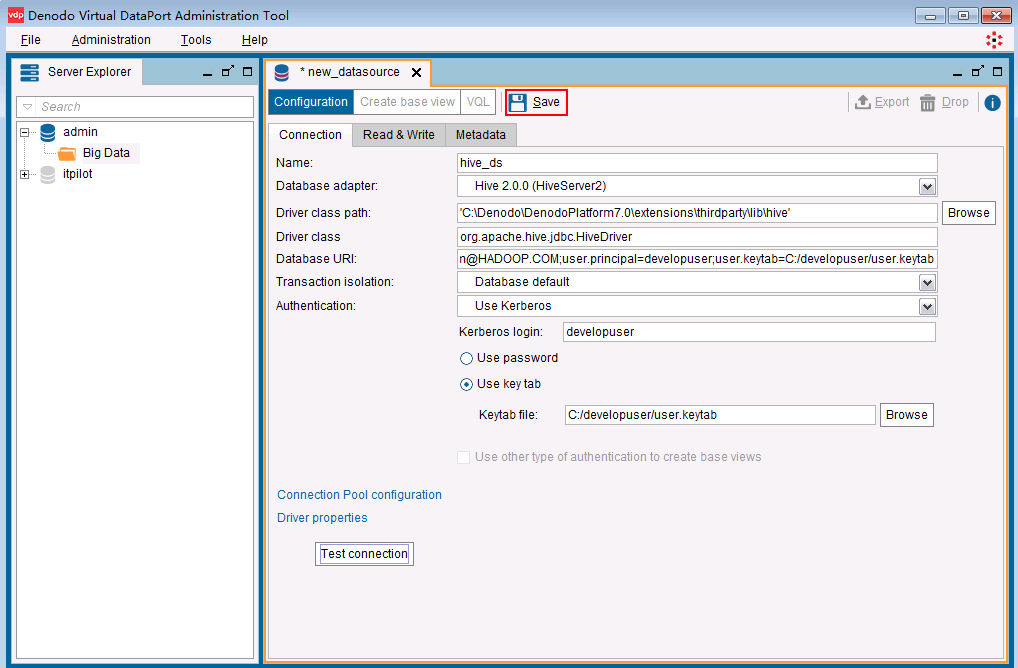 vdp Denodo Virtual DataPort Administration Tool
File Administration Tools Help
Server Explorer
Search
admin
Big Data
itpilot
* new_datasource
Configuration Create base view VQL Save Export Drop i
Connection Read & Write Metadata
Name: hive_ds
Database adapter: Hive 2.0.0 (HiveServer2)
Driver class path: 'C:\Denodo\DenodoPlatform7.0\extensions\thirdparty\lib\hive' Browse
Driver class org.apache.hive.jdbc.HiveDriver
Database URI: n@HADOOP.COM;user.principal=developuser;user.keytab=C:/developuser/user.keytab
Transaction isolation: Database default
Authentication: Use Kerberos
Kerberos login: developuser
Use password
Use key tab
Keytab file: C:/developuser/user.keytab Browse
Use other type of authentication to create base views
Connection Pool configuration
Driver properties
Test connection